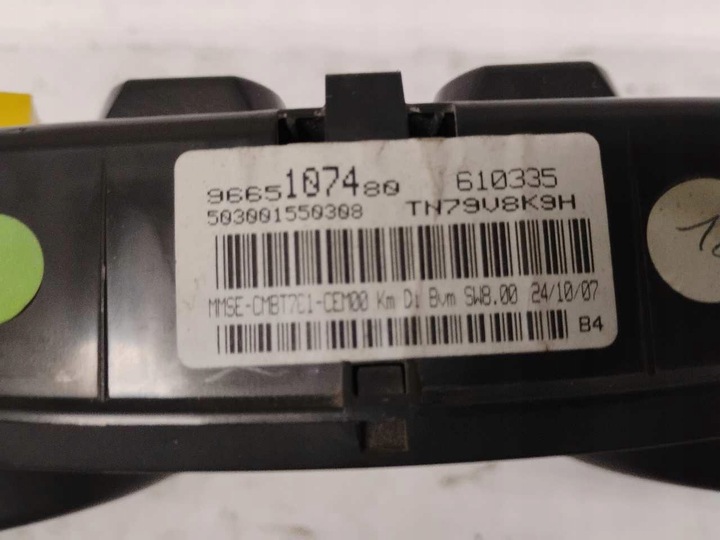 9665107480 610335
503001550308 TN79V8K9H
MMSE-CMBT7C1-CEM00 Km Di Bvm SW8.00 24/10/07
B4